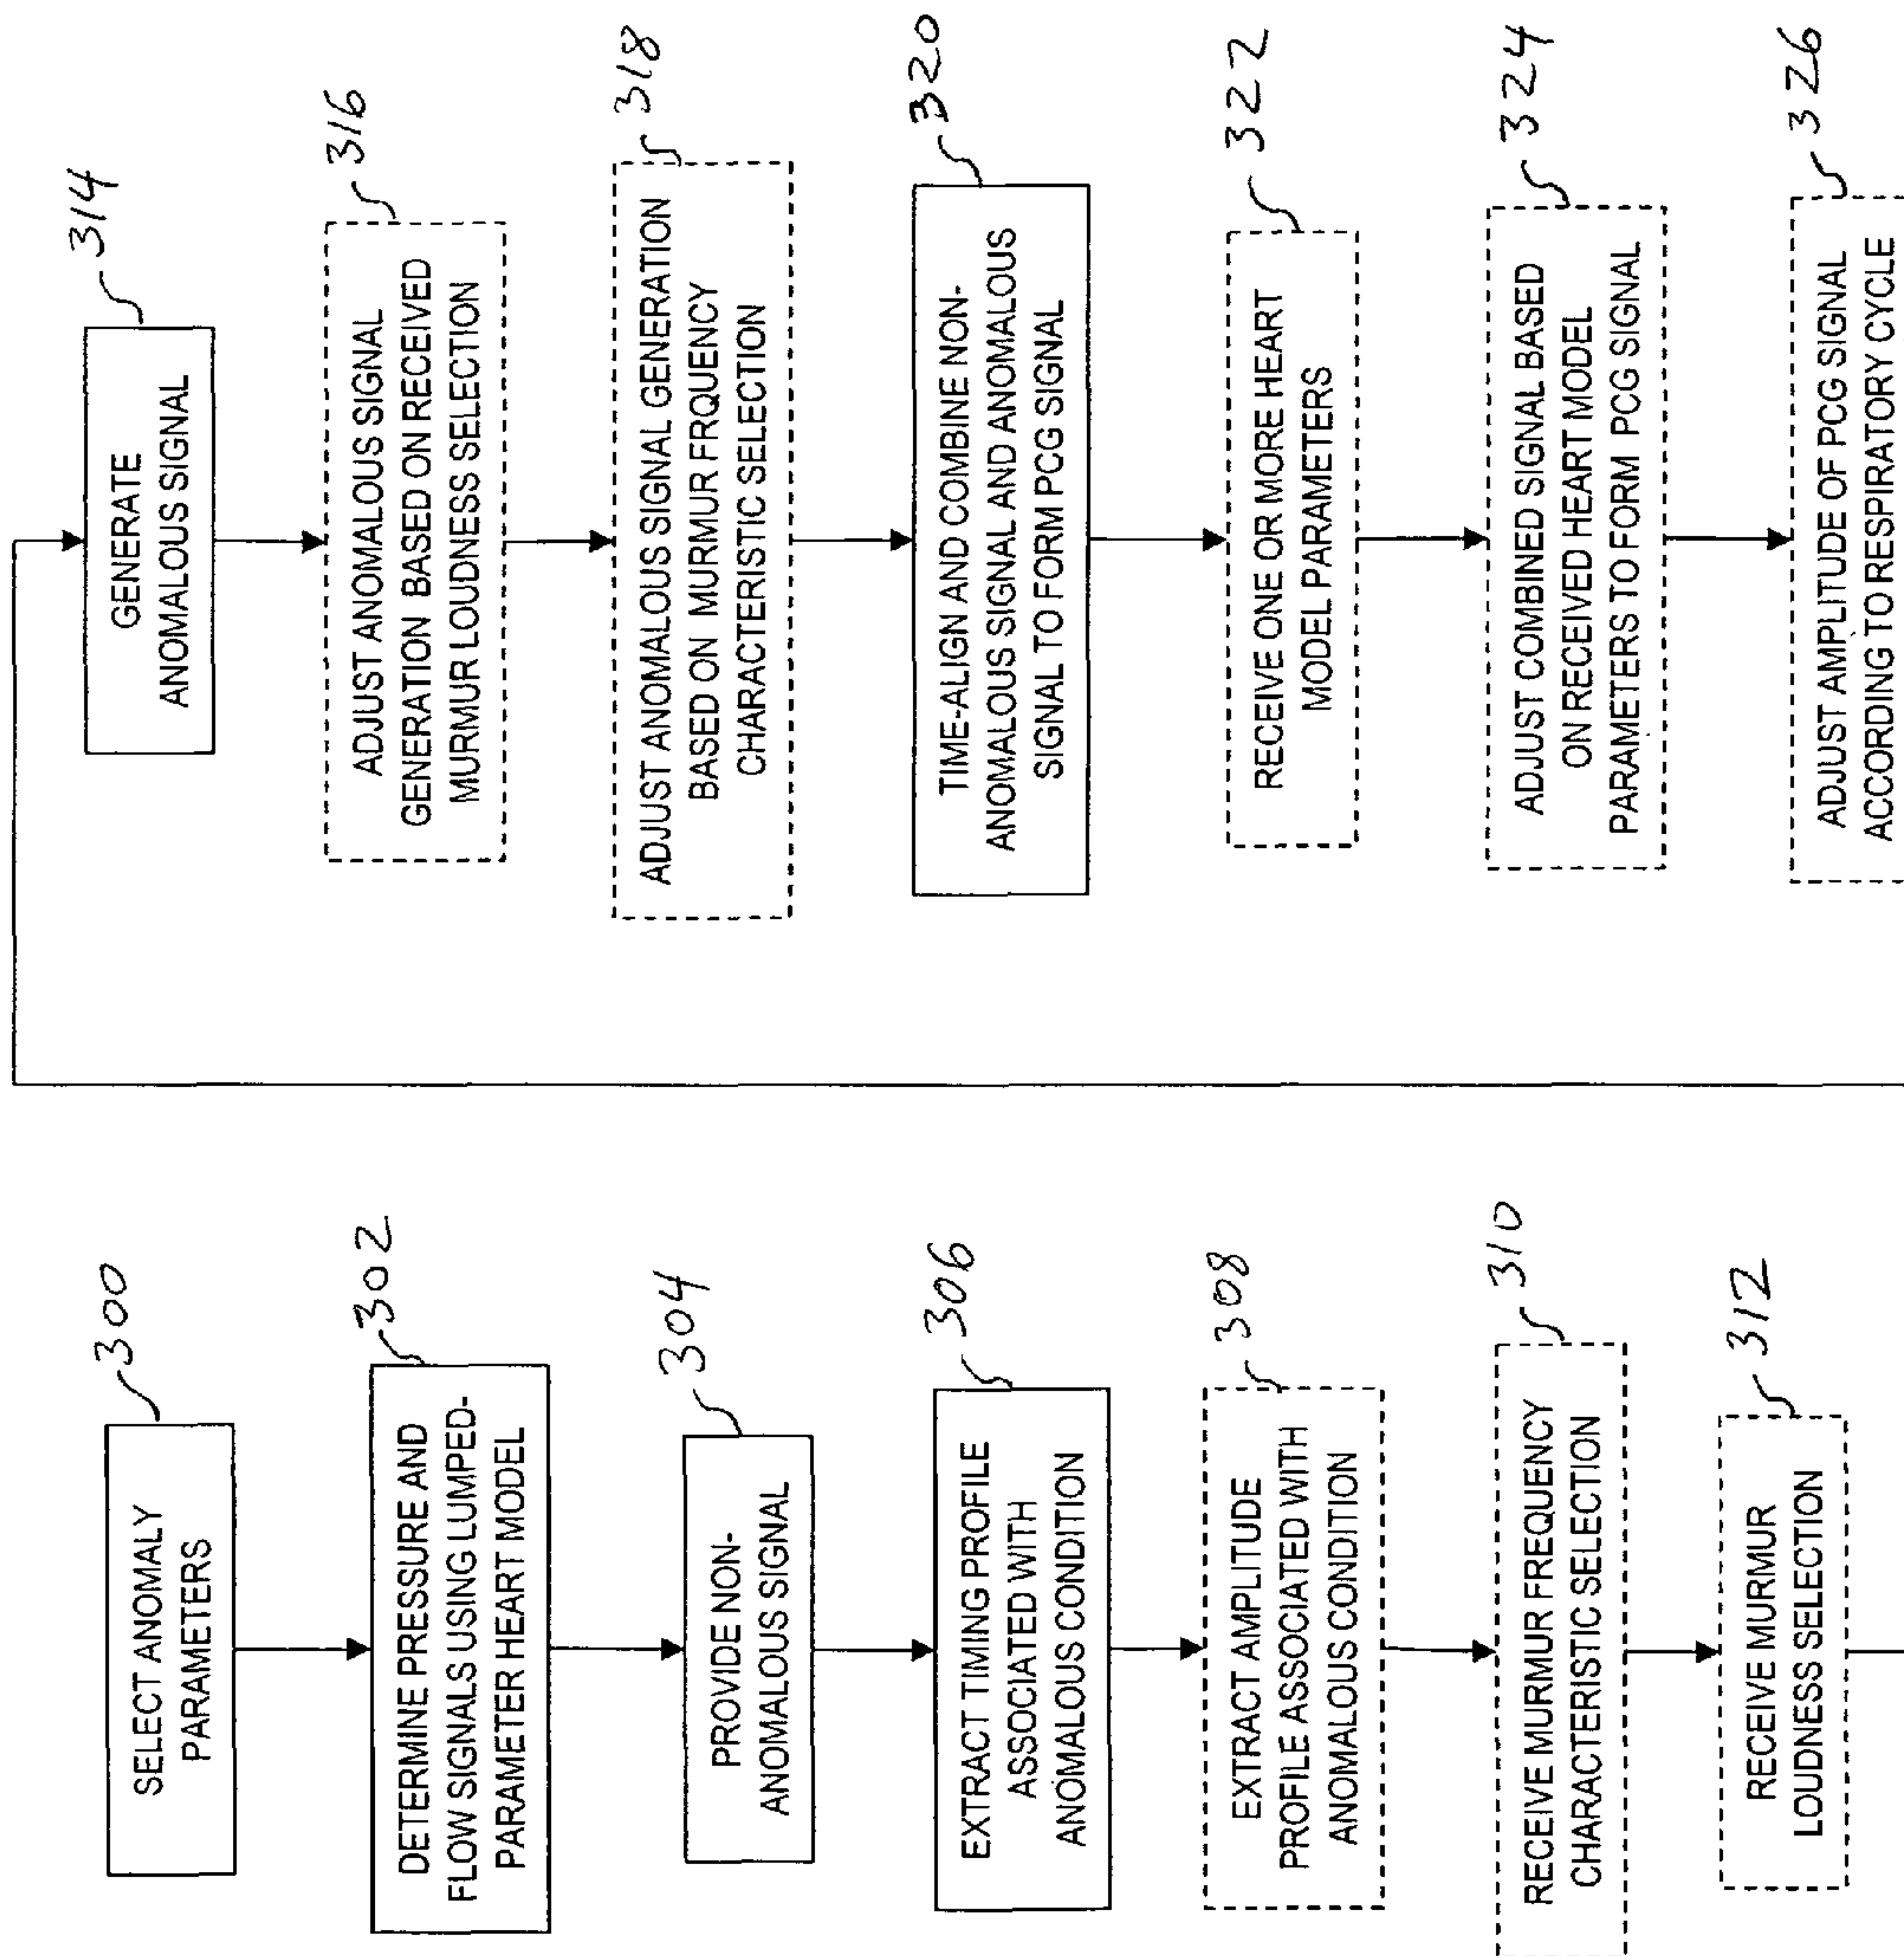 300
SELECT ANOMALY
PARAMETERS
302
DETERMINE PRESSURE AND
FLOW SIGNALS USING LUMPED-
PARAMETER HEART MODEL
304
PROVIDE NON-
ANOMALOUS SIGNAL
306
EXTRACT TIMING PROFILE
ASSOCIATED WITH
ANOMALOUS CONDITION
308
EXTRACT AMPLITUDE
PROFILE ASSOCIATED WITH
ANOMALOUS CONDITION
310
RECEIVE MURMUR FREQUENCY
CHARACTERISTIC SELECTION
312
RECEIVE MURMUR
LOUDNESS SELECTION
314
GENERATE
ANOMALOUS SIGNAL
316
ADJUST ANOMALOUS SIGNAL
GENERATION BASED ON RECEIVED
MURMUR LOUDNESS SELECTION
318
ADJUST ANOMALOUS SIGNAL GENERATION
BASED ON MURMUR FRQUENCY
CHARACTERISTIC SELECTION
320
TIME-ALIGN AND COMBINE NON-
ANOMALOUS SIGNAL AND ANOMALOUS
SIGNAL TO FORM PCG SIGNAL
322
RECEIVE ONE OR MORE HEART
MODEL PARAMETERS
324
ADJUST COMBINED SIGNAL BASED
ON RECEIVED HEART MODEL
PARAMETERS TO FORM PCG SIGNAL
326
ADJUST AMPLITUDE OF PCG SIGNAL
ACCORDING TO RESPIRATORY CYCLE